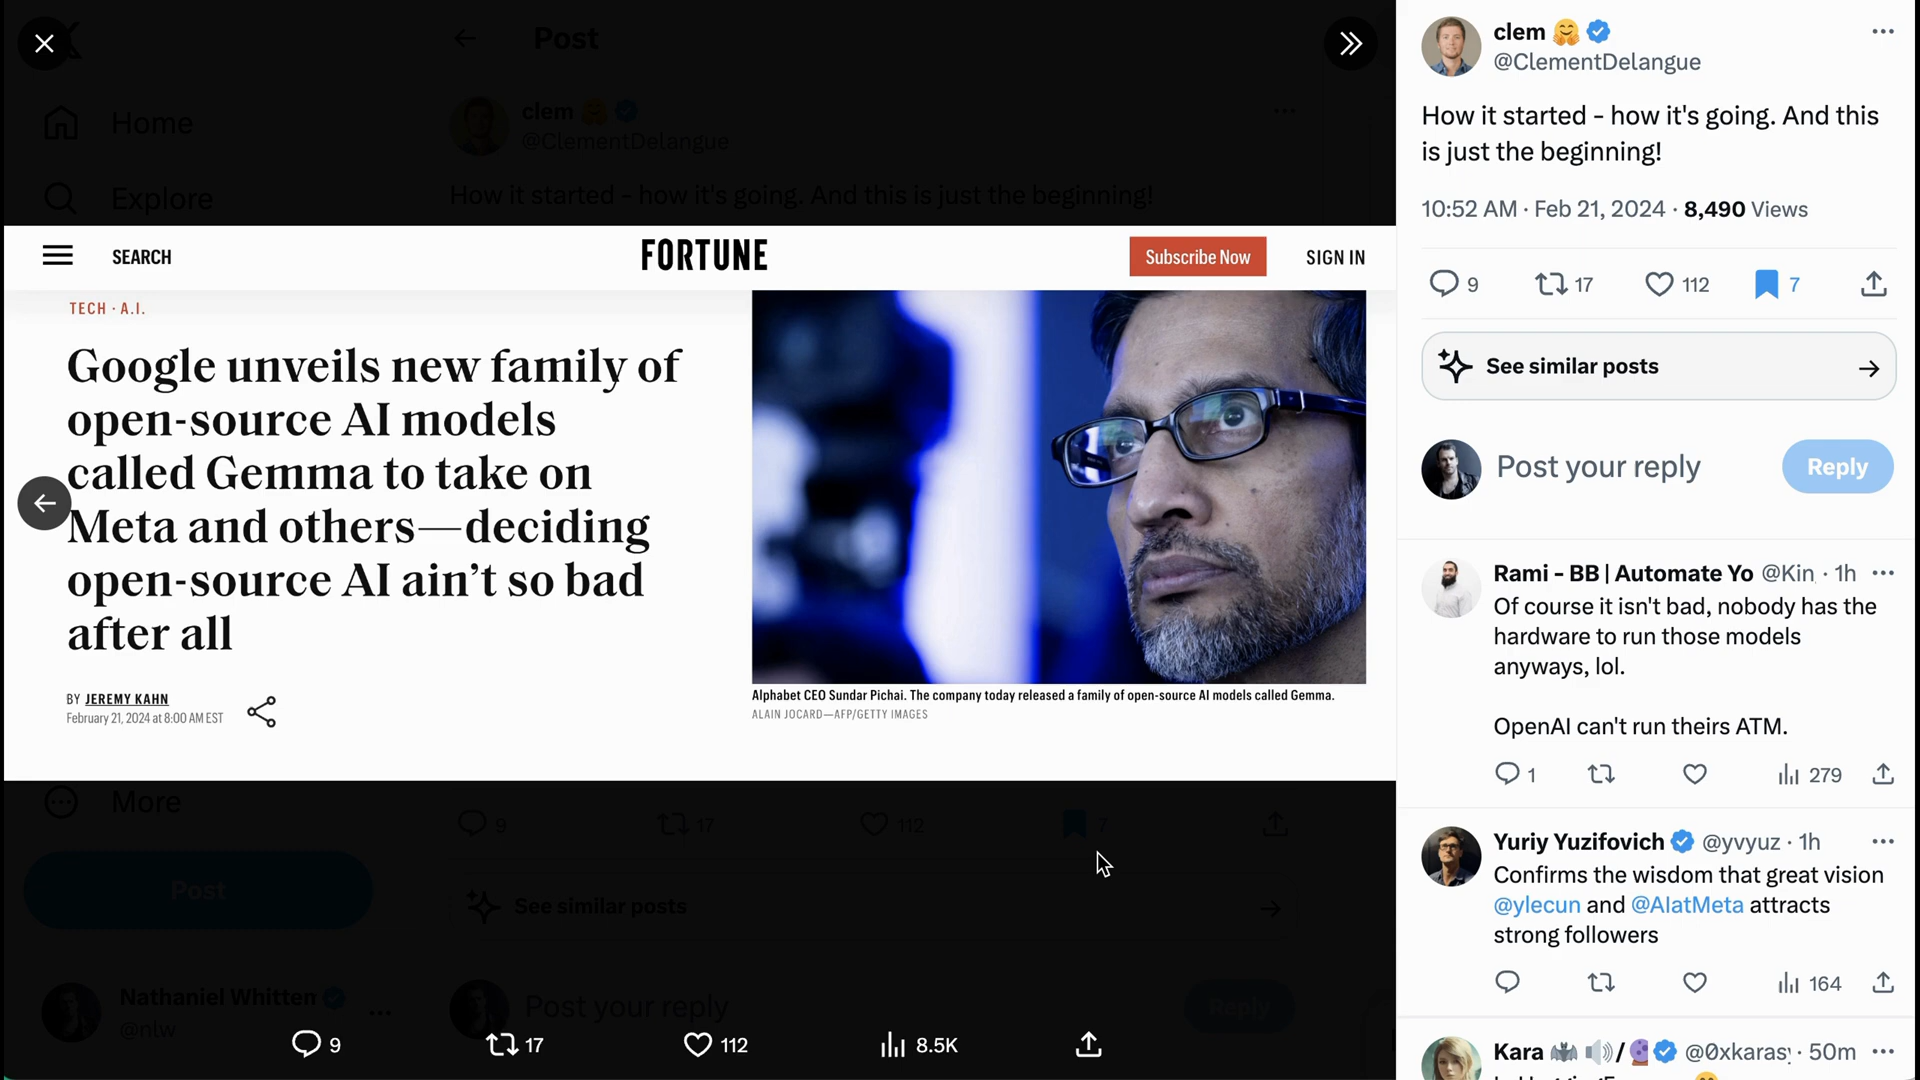 Post
Home
clem
@ClementDelangue
Explore
How it started - how it's going. And this is just the beginning!
SEARCH
FORTUNE
Subscribe Now
SIGN IN
TECH · A.I.
Google unveils new family of
open-source AI models
called Gemma to take on
Meta and others—deciding
open-source AI ain’t so bad
after all
BY JEREMY KAHN
February 21, 2024 at 8:00 AM EST
Alphabet CEO Sundar Pichai. The company today released a family of open-source AI models called Gemma.
ALAIN JOCARD—AFP/GETTY IMAGES
More
9
17
112
7
Post
See similar posts
Nathaniel Whitten
@nlw
Post your reply
Reply
9
17
112
8.5K
clem 🤗
@ClementDelangue
How it started - how it's going. And this
is just the beginning!
10:52 AM · Feb 21, 2024 · 8,490 Views
9
17
112
7
See similar posts
Post your reply
Reply
Rami - BB | Automate Yo @Kin · 1h
Of course it isn't bad, nobody has the
hardware to run those models
anyways, lol.
OpenAI can't run theirs ATM.
1
279
Yuriy Yuzifovich @yvyuz · 1h
Confirms the wisdom that great vision
@ylecun and @AIatMeta attracts
strong followers
164
Kara 🦇🔊/🔮 @0xkarasy · 50m